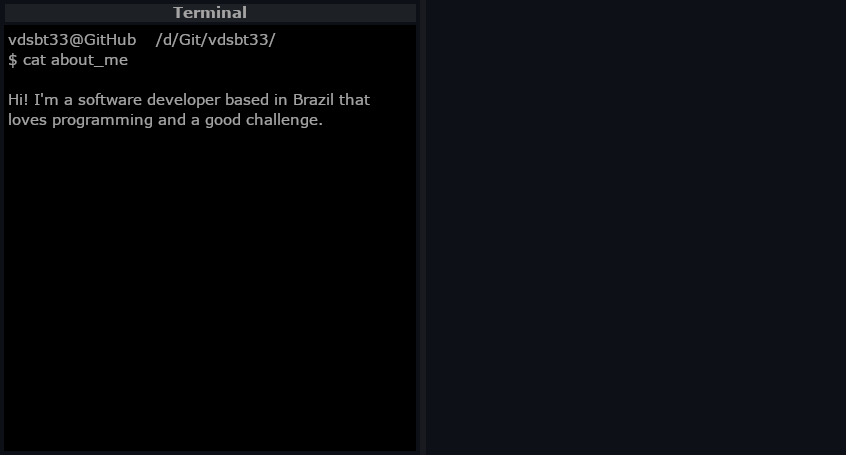 Terminal
vdsbt33@GitHub /d/Git/vdsbt33/
$ cat about_me
Hi! I'm a software developer based in Brazil that
loves programming and a good challenge.